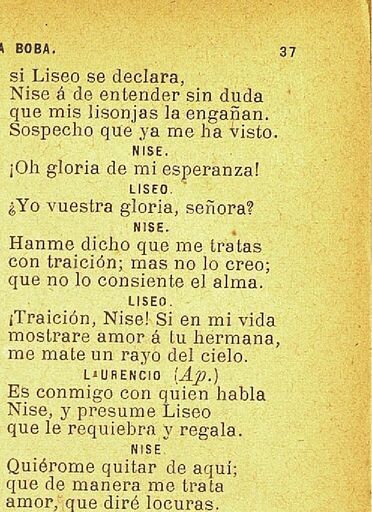 A BOBA. 37
si Liseo se declara,
Nise á de entender sin duda
que mis lisonjas la engañan.
Sospecho que ya me ha visto.
NISE.
¡Oh gloria de mi esperanza!
LISEO.
¿Yo vuestra gloria, señora?
NISE.
Hanme dicho que me tratas
con traición; mas no lo creo;
que no lo consiente el alma.
LISEO.
¡Traición, Nise! Si en mi vida
mostrare amor á tu hermana,
me mate un rayo del cielo.
LAURENCIO (Ap.)
Es conmigo con quien habla
Nise, y presume Liseo
que le requiebra y regala.
NISE.
Quiérome quitar de aquí;
que de manera me trata
amor, que diré locuras.